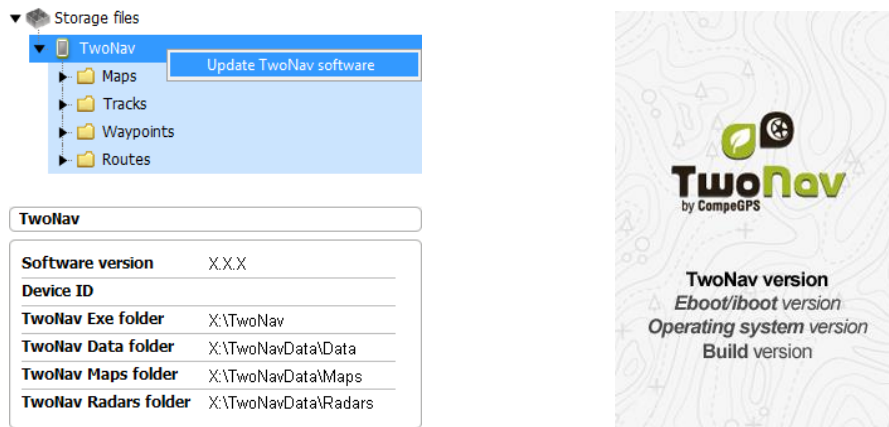 Storage files
TwoNav
Update TwoNav software
Maps
Tracks
Waypoints
Routes
TwoNav
Software version X.X.X
Device ID
TwoNav Exe folder X:\TwoNav
TwoNav Data folder X:\TwoNavData\Data
TwoNav Maps folder X:\TwoNavData\Maps
TwoNav Radars folder X:\TwoNavData\Radars
TwoNav
by CompeGPS
TwoNav version
Eboot/iboot version
Operating system version
Build version